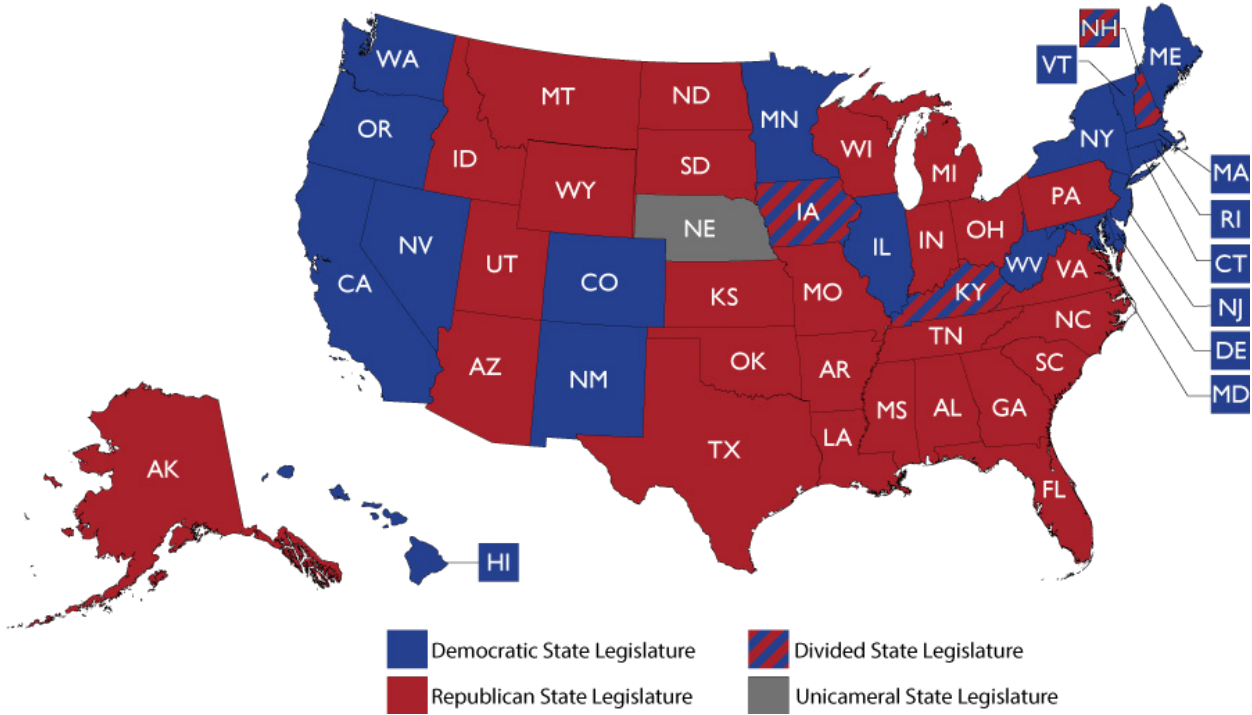 NH
ME
VT
WA
MT
ND
MN
OR
ID
WI
NY
SD
MI
MA
WY
PA
RI
IA
NE
NV
OH
IL
IN
CT
UT
WV
VA
CA
CO
KS
MO
KY
NJ
NC
TN
DE
OK
AZ
AR
SC
NM
MD
MS
AL
GA
LA
TX
AK
FL
HI
Democratic State Legislature
Divided State Legislature
Republican State Legislature
Unicameral State Legislature